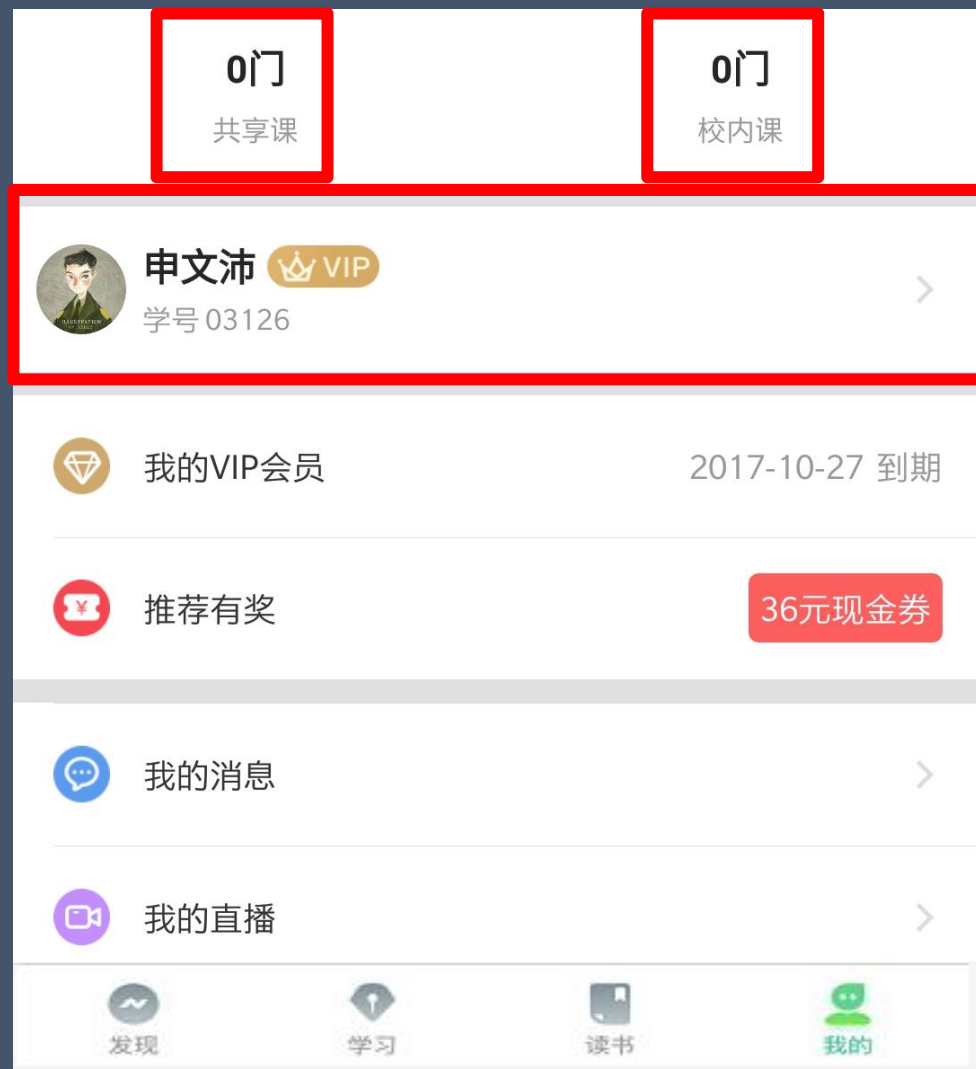 0门 0门
共享课 校内课
申文沛 VIP
学号 03126
我的VIP会员 2017-10-27 到期
推荐有奖 36元现金券
我的消息
我的直播
发现 学习 读书 我的